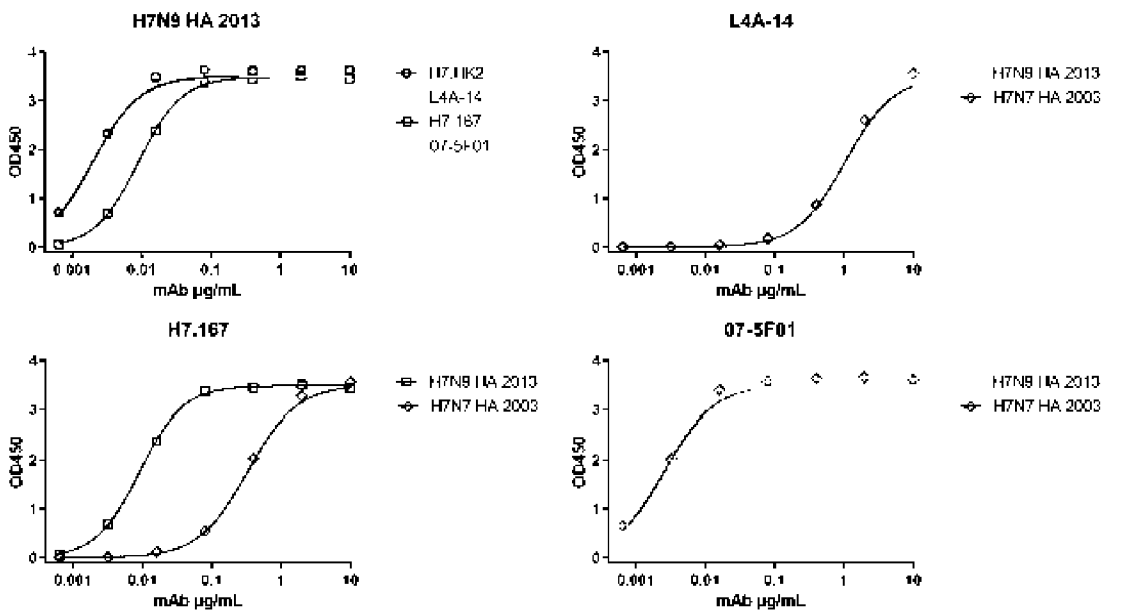 H7N9 HA 2013
4
3
2
1
0
OD450
0.001 0.01 0.1 1 10
mAb µg/mL
H7.HK2
L4A-14
H7.167
07-5F01
L4A-14
4
3
2
1
0
OD450
0.001 0.01 0.1 1 10
mAb µg/mL
H7N9 HA 2013
H7N7 HA 2003
H7.167
4
3
2
1
0
OD450
0.001 0.01 0.1 1 10
mAb µg/mL
H7N9 HA 2013
H7N7 HA 2003
07-5F01
4
3
2
1
0
OD450
0.001 0.01 0.1 1 10
mAb µg/mL
H7N9 HA 2013
H7N7 HA 2003